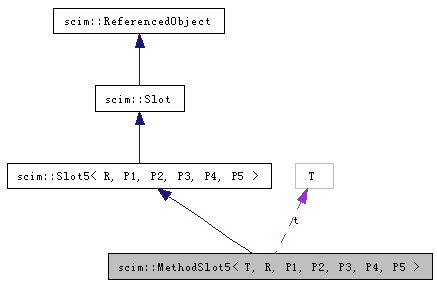 scim::ReferencedObject
scim::Slot
scim::Slot5< R, P1, P2, P3, P4, P5 >
T
t
scim::MethodSlot5< T, R, P1, P2, P3, P4, P5 >